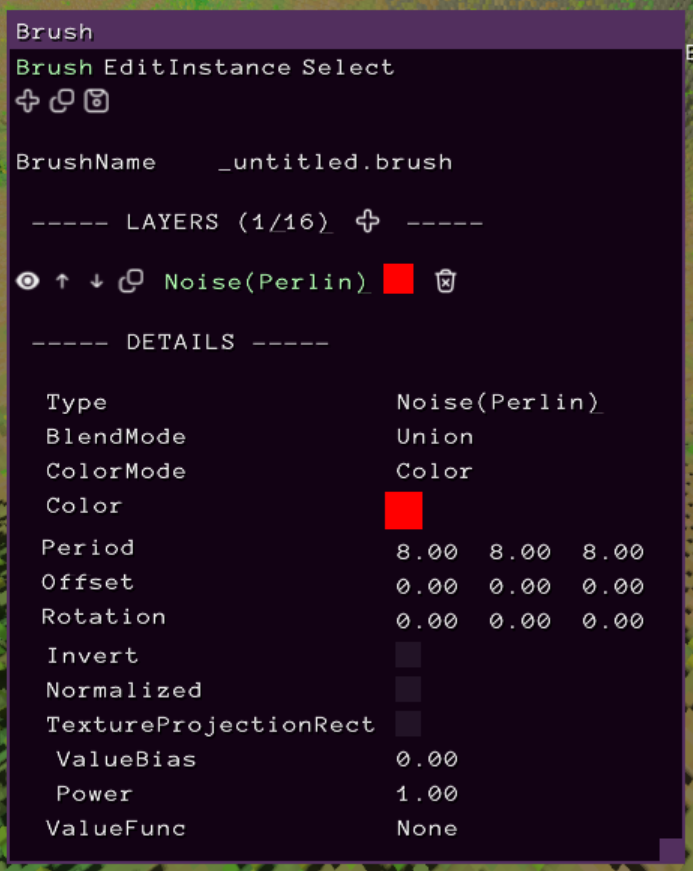 Brush
Brush EditInstance Select
BrushName _untitled.brush
----- LAYERS (1/16) -----
Noise(Perlin)
----- DETAILS -----
Type Noise(Perlin)
BlendMode Union
ColorMode Color
Color
Period 8.00 8.00 8.00
Offset 0.00 0.00 0.00
Rotation 0.00 0.00 0.00
Invert
Normalized
TextureProjectionRect
ValueBias 0.00
Power 1.00
ValueFunc None